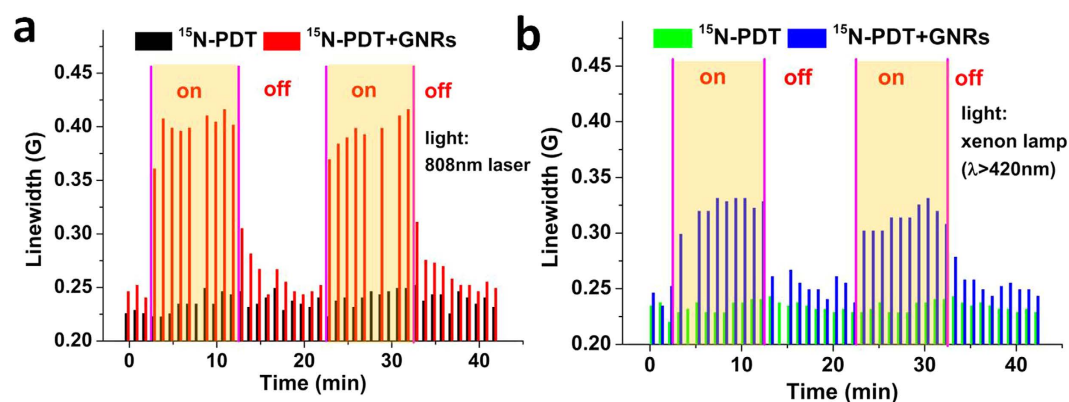 a
¹⁵N-PDT ¹⁵N-PDT+GNRs
0.45
0.40
0.35
0.30
0.25
0.20
Linewidth (G)
on off on off
light:
808nm laser
0 10 20 30 40
Time (min)
b
¹⁵N-PDT ¹⁵N-PDT+GNRs
0.45
0.40
0.35
0.30
0.25
0.20
Linewidth (G)
on off on off
light:
xenon lamp
(λ>420nm)
0 10 20 30 40
Time (min)